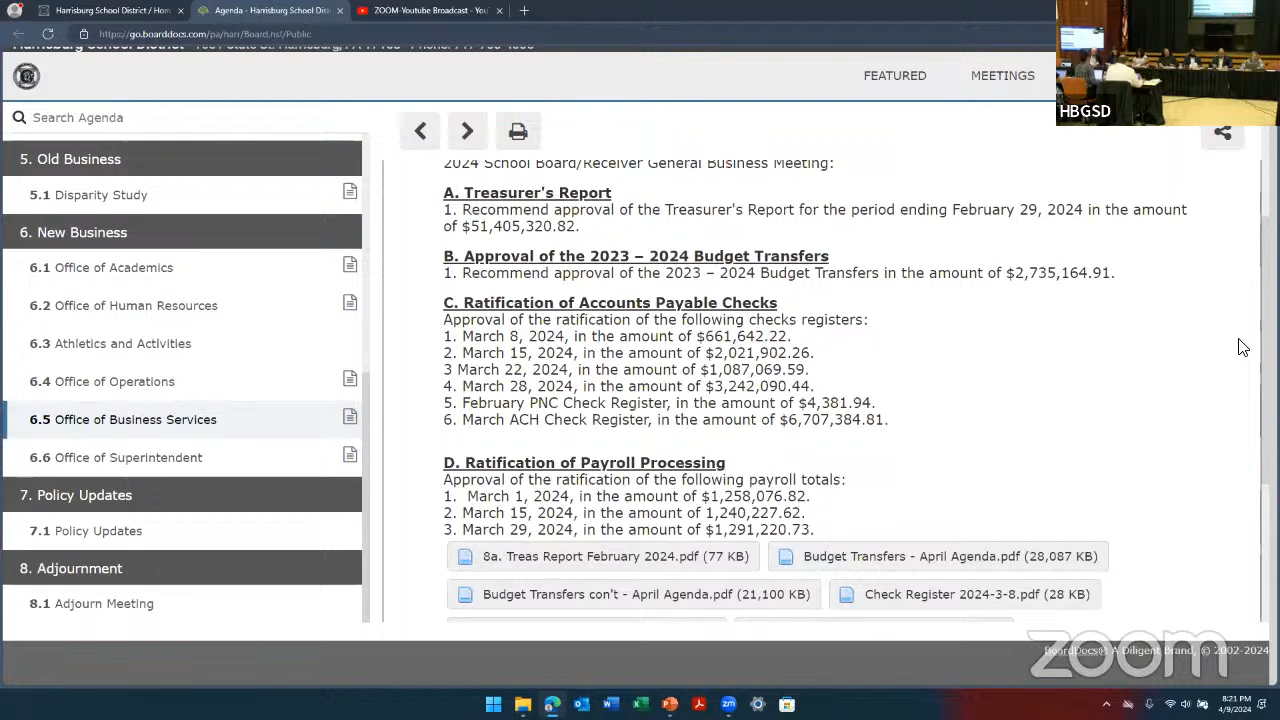 Harrisburg School District / Hom
Agenda - Harrisburg School Distri
ZOOM-Youtube Broadcast - You
https://go.boarddocs.com/pa/harr/Board.nsf/Public
FEATURED
MEETINGS
HBGSD
Search Agenda
5. Old Business
5.1 Disparity Study
6. New Business
6.1 Office of Academics
6.2 Office of Human Resources
6.3 Athletics and Activities
6.4 Office of Operations
6.5 Office of Business Services
6.6 Office of Superintendent
7. Policy Updates
7.1 Policy Updates
8. Adjournment
8.1 Adjourn Meeting
2024 School Board/Receiver General Business Meeting:
A. Treasurer's Report
1. Recommend approval of the Treasurer's Report for the period ending February 29, 2024 in the amount
of $51,405,320.82.
B. Approval of the 2023 – 2024 Budget Transfers
1. Recommend approval of the 2023 – 2024 Budget Transfers in the amount of $2,735,164.91.
C. Ratification of Accounts Payable Checks
Approval of the ratification of the following checks registers:
1. March 8, 2024, in the amount of $661,642.22.
2. March 15, 2024, in the amount of $2,021,902.26.
3 March 22, 2024, in the amount of $1,087,069.59.
4. March 28, 2024, in the amount of $3,242,090.44.
5. February PNC Check Register, in the amount of $4,381.94.
6. March ACH Check Register, in the amount of $6,707,384.81.
D. Ratification of Payroll Processing
Approval of the ratification of the following payroll totals:
1. March 1, 2024, in the amount of $1,258,076.82.
2. March 15, 2024, in the amount of 1,240,227.62.
3. March 29, 2024, in the amount of $1,291,220.73.
8a. Treas Report February 2024.pdf (77 KB)
Budget Transfers - April Agenda.pdf (28,087 KB)
Budget Transfers con't - April Agenda.pdf (21,100 KB)
Check Register 2024-3-8.pdf (28 KB)
zoom
BoardDocs® A Diligent Brand, © 2002-2024
8:21 PM
4/9/2024